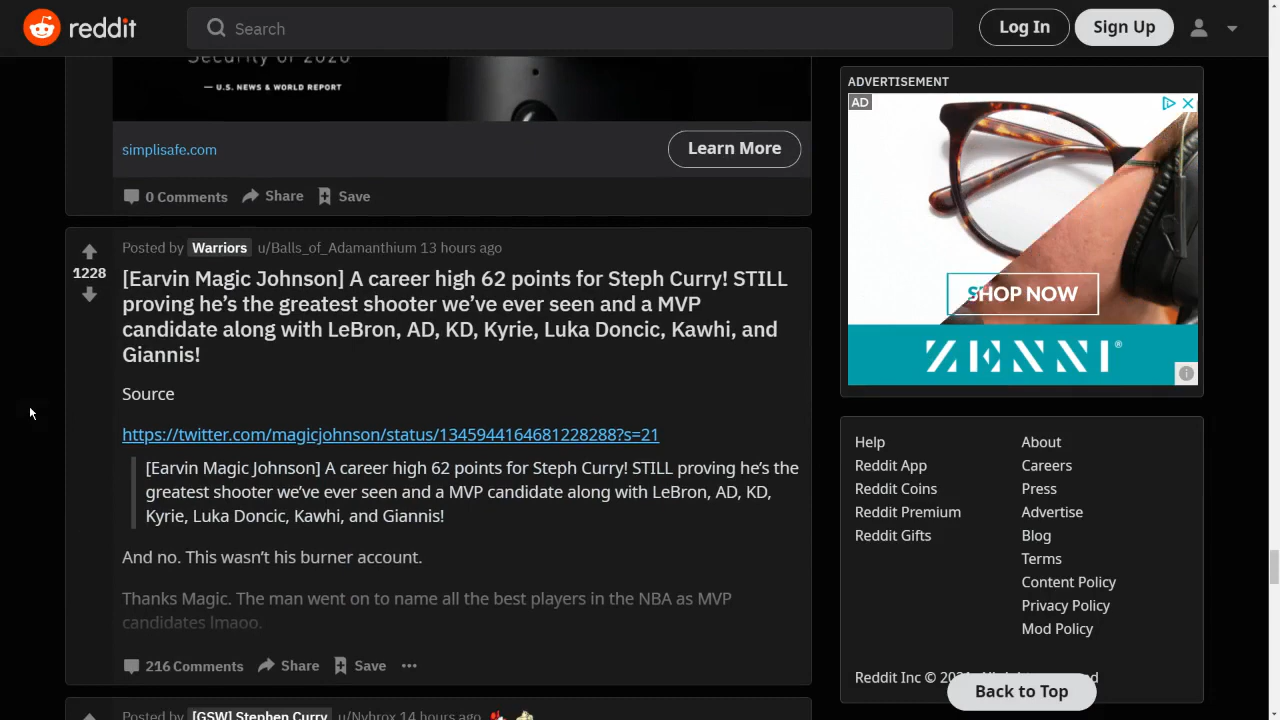 reddit
Search
Log In
Sign Up
Security of 2020
— U.S. NEWS & WORLD REPORT
simplisafe.com
Learn More
0 Comments
Share
Save
ADVERTISEMENT
AD
SHOP NOW
ZENNI®
1228
Posted by Warriors u/Balls_of_Adamanthium 13 hours ago
[Earvin Magic Johnson] A career high 62 points for Steph Curry! STILL
proving he’s the greatest shooter we’ve ever seen and a MVP
candidate along with LeBron, AD, KD, Kyrie, Luka Doncic, Kawhi, and
Giannis!
Source
https://twitter.com/magicjohnson/status/1345944164681228288?s=21
[Earvin Magic Johnson] A career high 62 points for Steph Curry! STILL proving he’s the
greatest shooter we’ve ever seen and a MVP candidate along with LeBron, AD, KD,
Kyrie, Luka Doncic, Kawhi, and Giannis!
And no. This wasn’t his burner account.
Thanks Magic. The man went on to name all the best players in the NBA as MVP
candidates lmaoo.
216 Comments
Share
Save
Posted by [GSW] Stephen Curry u/Nyhrox 14 hours ago
Help
Reddit App
Reddit Coins
Reddit Premium
Reddit Gifts
About
Careers
Press
Advertise
Blog
Terms
Content Policy
Privacy Policy
Mod Policy
Reddit Inc ©
Back to Top